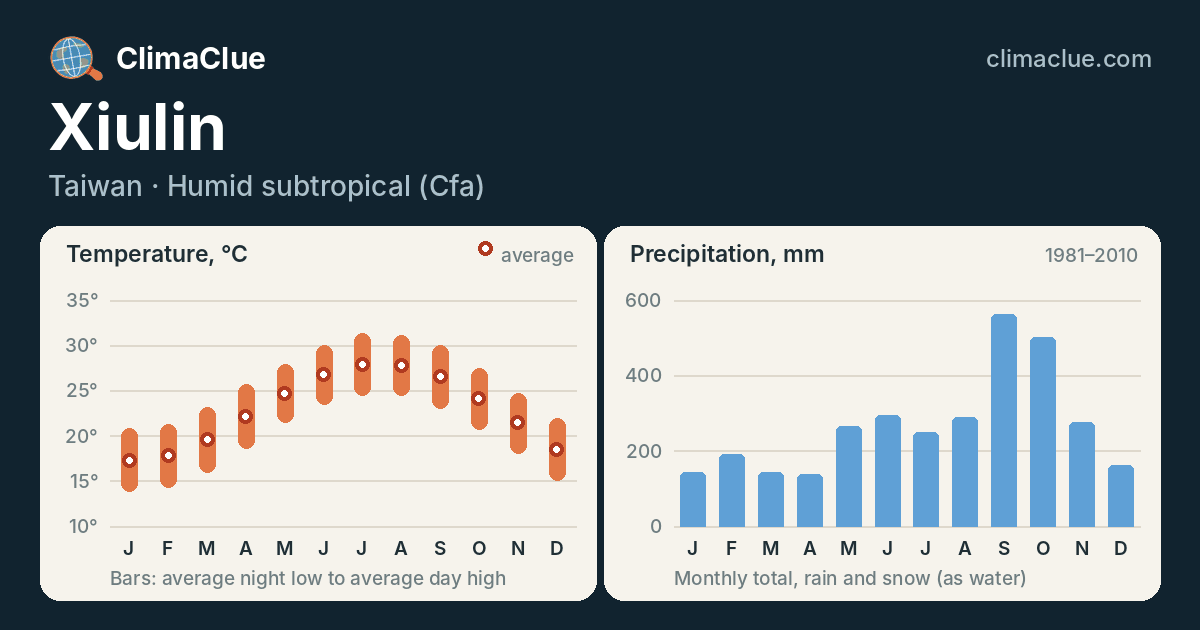 ClimaClue
climaclue.com
Xiulin
Taiwan · Humid subtropical (Cfa)
Temperature, °C
average
35°
30°
25°
20°
15°
10°
J F M A M J J A S O N D
Bars: average night low to average day high
Precipitation, mm
1981–2010
600
400
200
0
J F M A M J J A S O N D
Monthly total, rain and snow (as water)